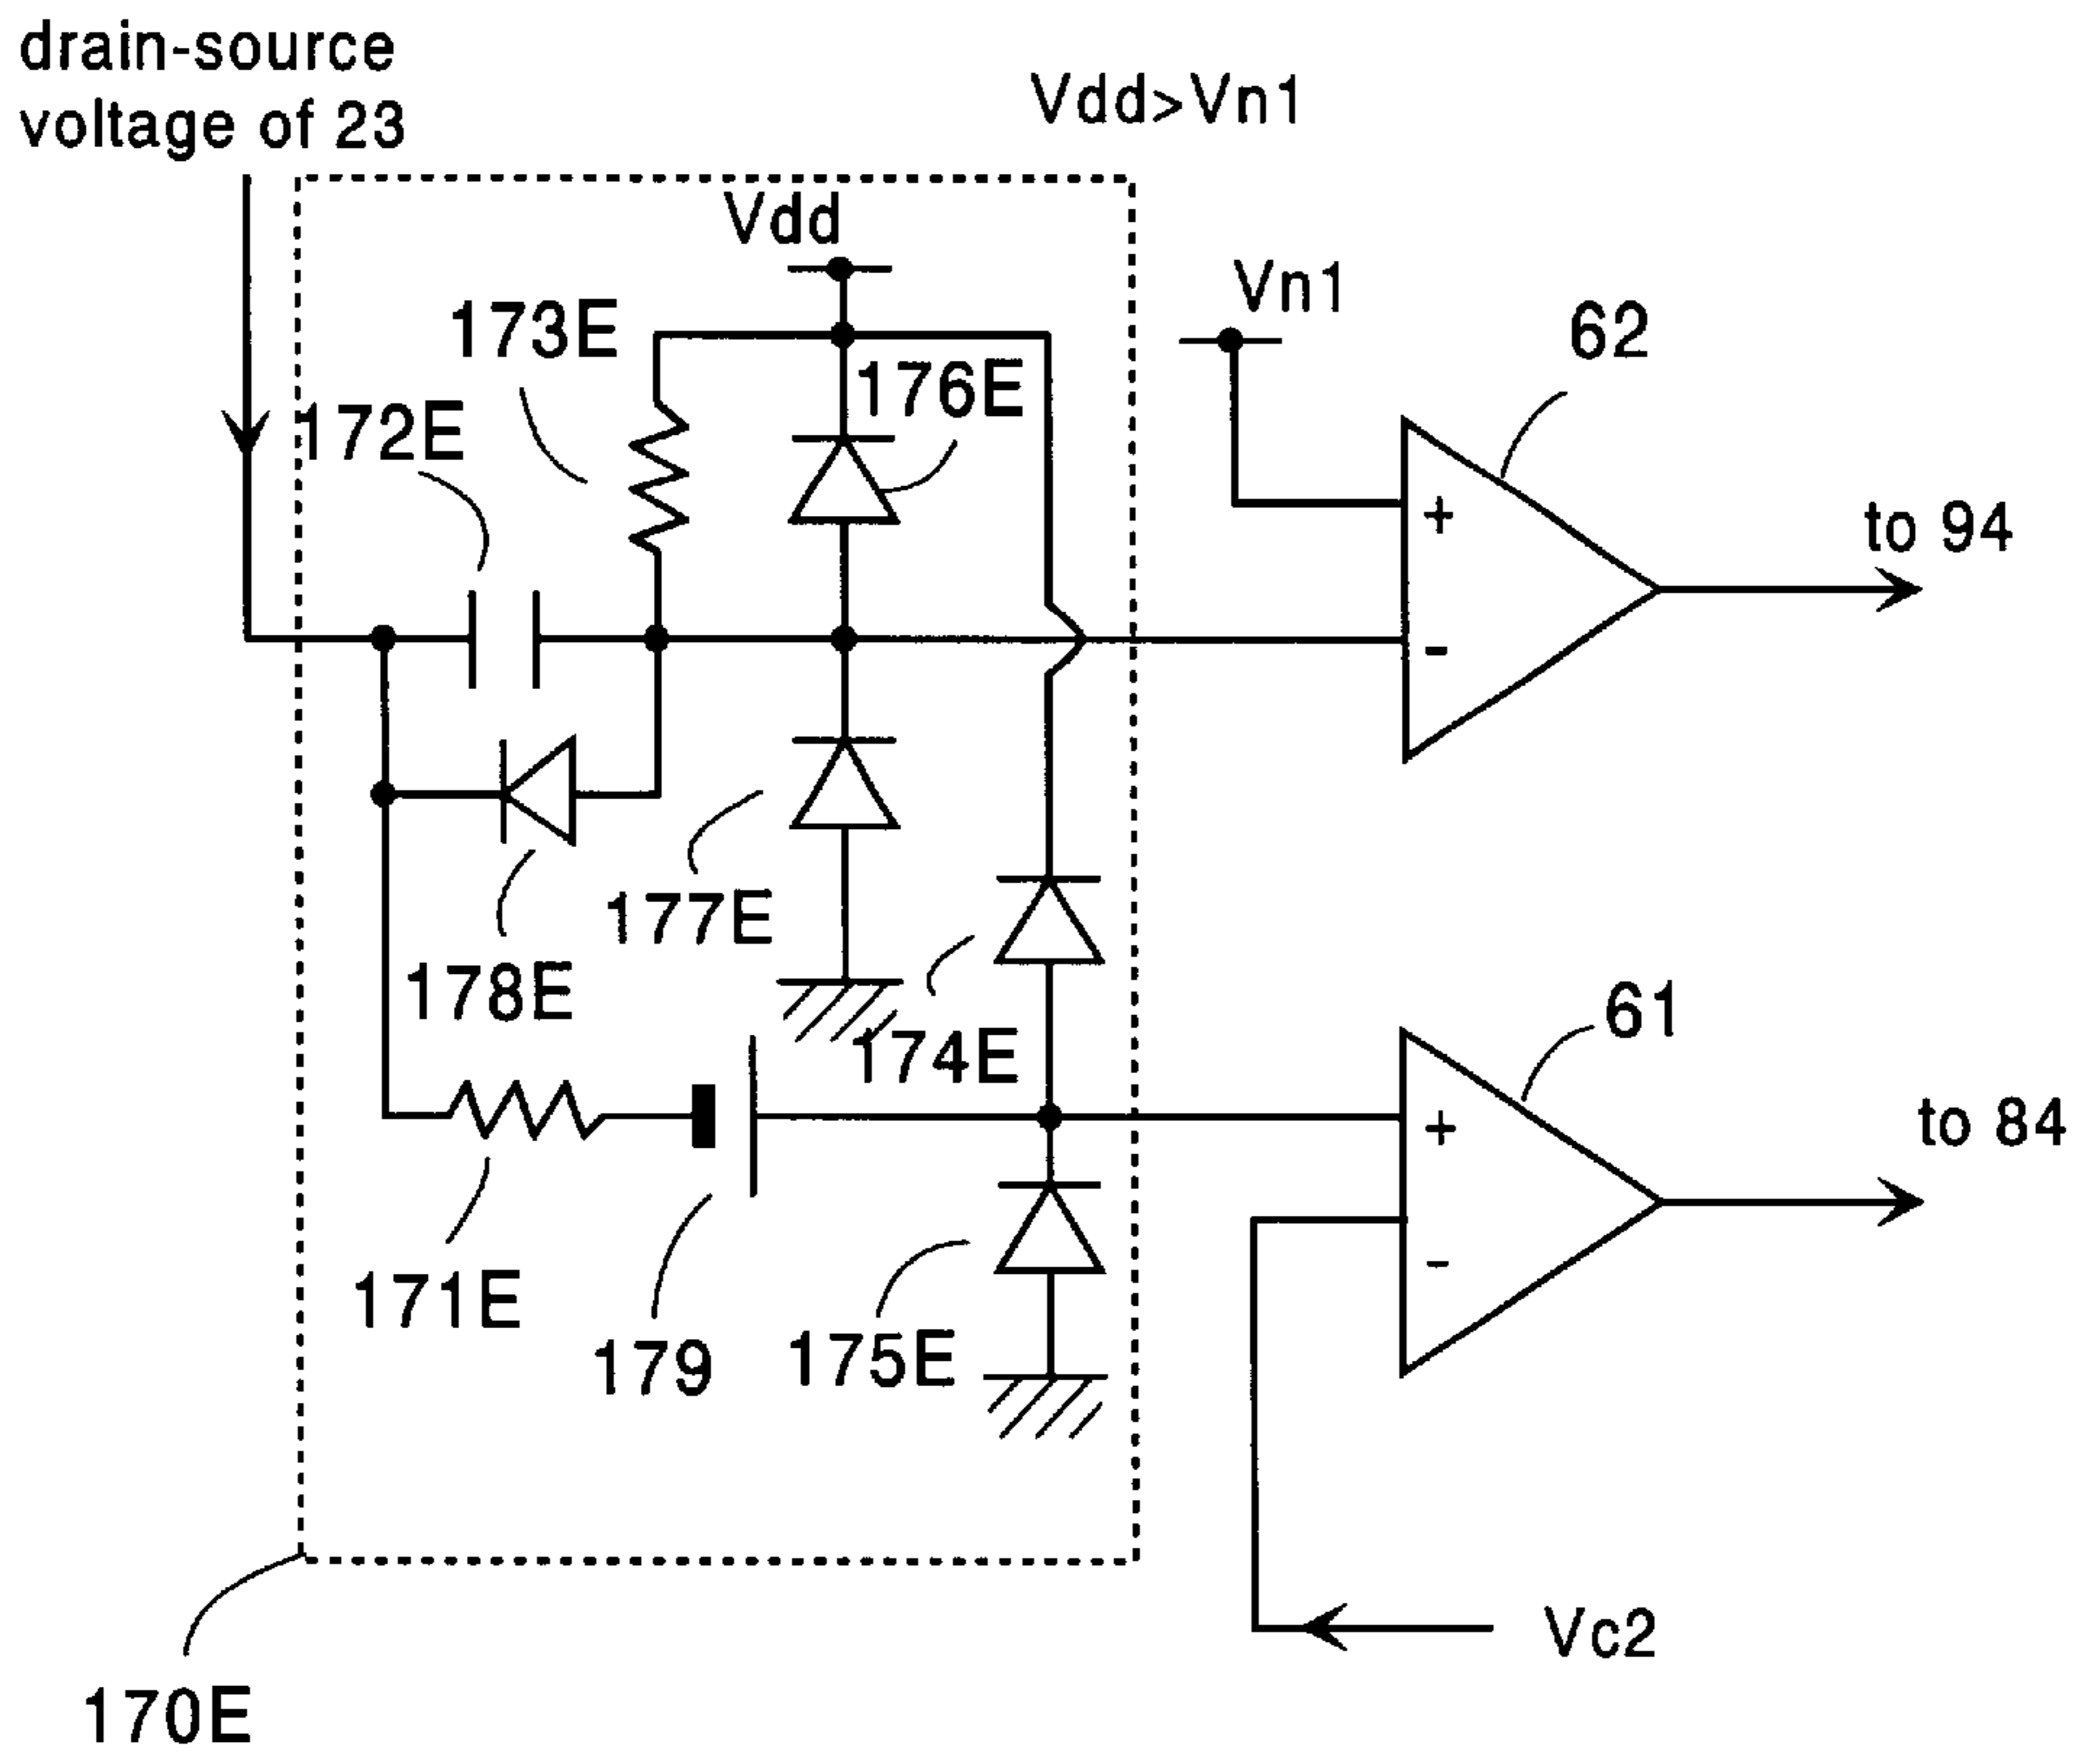 drain-source
voltage of 23
Vdd>Vn1
Vdd
Vn1
173E
62
176E
172E
+
to 94
-
177E
178E
61
174E
+
to 84
-
171E
179
175E
Vc2
170E